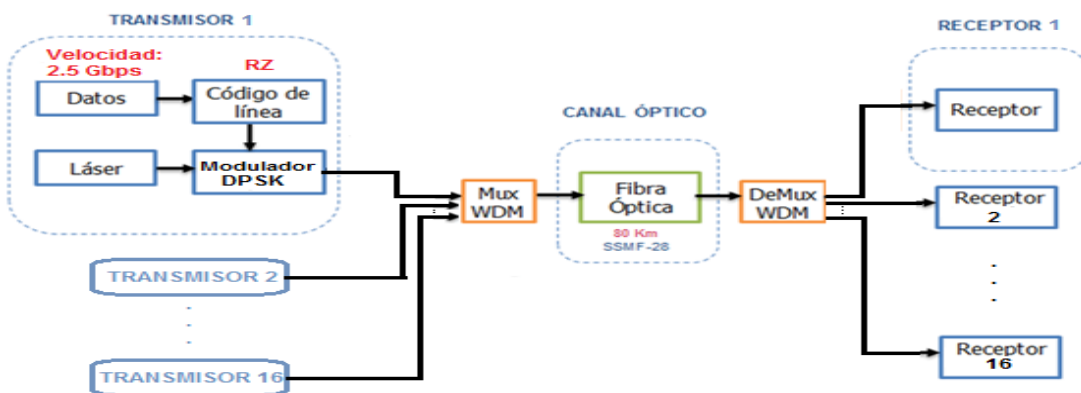 TRANSMISOR 1
Velocidad:
2.5 Gbps
RZ
Datos
Código de
línea
Láser
Modulador
DPSK
TRANSMISOR 2
TRANSMISOR 16
Mux
WDM
CANAL ÓPTICO
Fibra
Óptica
80 Km
SSMF-28
DeMux
WDM
RECEPTOR 1
Receptor
Receptor
2
Receptor
16